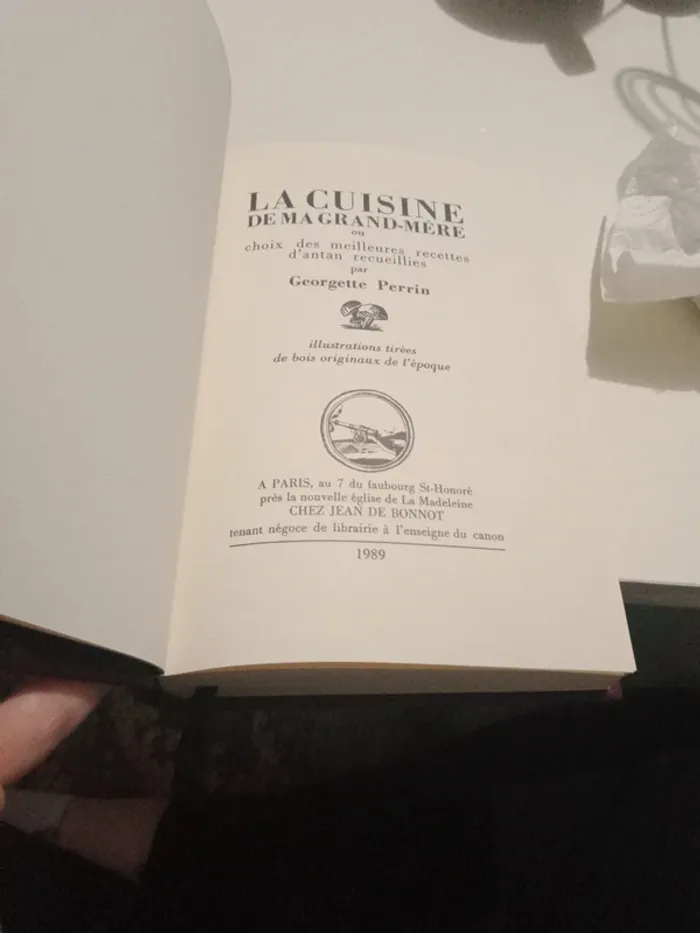 LA CUISINE
DE MA GRAND-MÈRE
ou
choix des meilleures recettes
d'antan recueillies
par
Georgette Perrin
illustrations tirées
de bois originaux de l'époque
A PARIS, au 7 du faubourg St-Honoré
près la nouvelle église de La Madeleine
CHEZ JEAN DE BONNOT
tenant négoce de librairie à l'enseigne du canon
1989